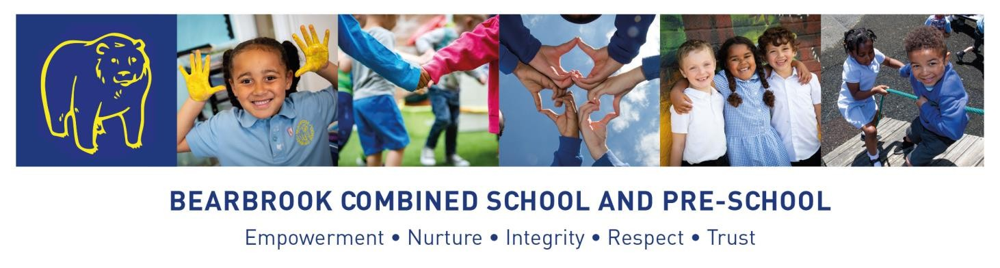 BEARBROOK COMBINED SCHOOL AND PRE-SCHOOL
Empowerment • Nurture • Integrity • Respect • Trust